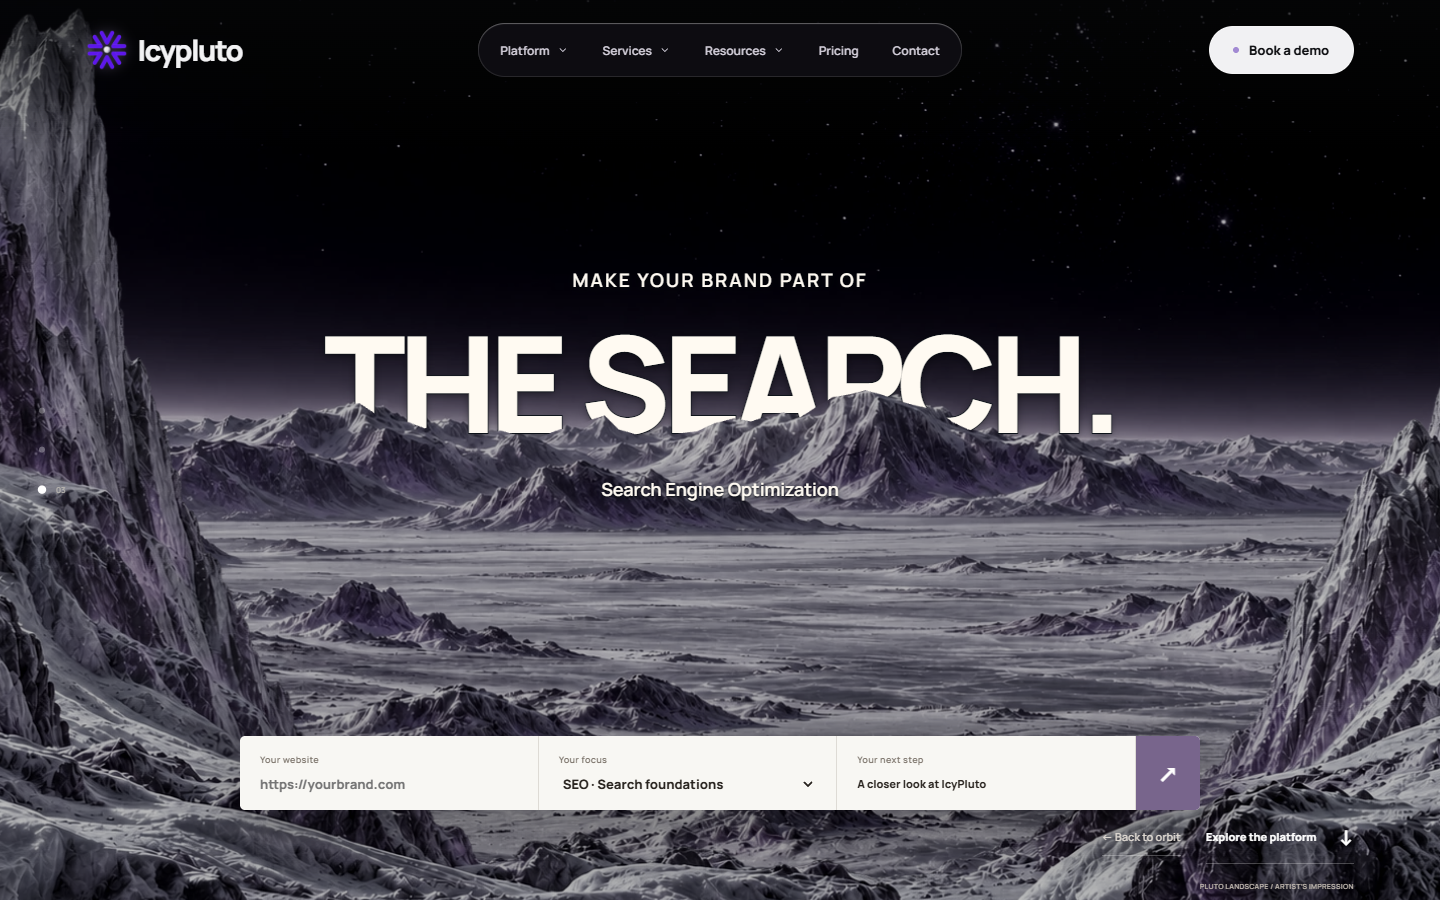 Icypluto
Platform
Services
Resources
Pricing
Contact
Book a demo
MAKE YOUR BRAND PART OF
THE SEARCH.
Search Engine Optimization
03
Your website
https://yourbrand.com
Your focus
SEO · Search foundations
Your next step
A closer look at IcyPluto
↗
← Back to orbit
Explore the platform ↓
PLUTO LANDSCAPE / ARTIST'S IMPRESSION